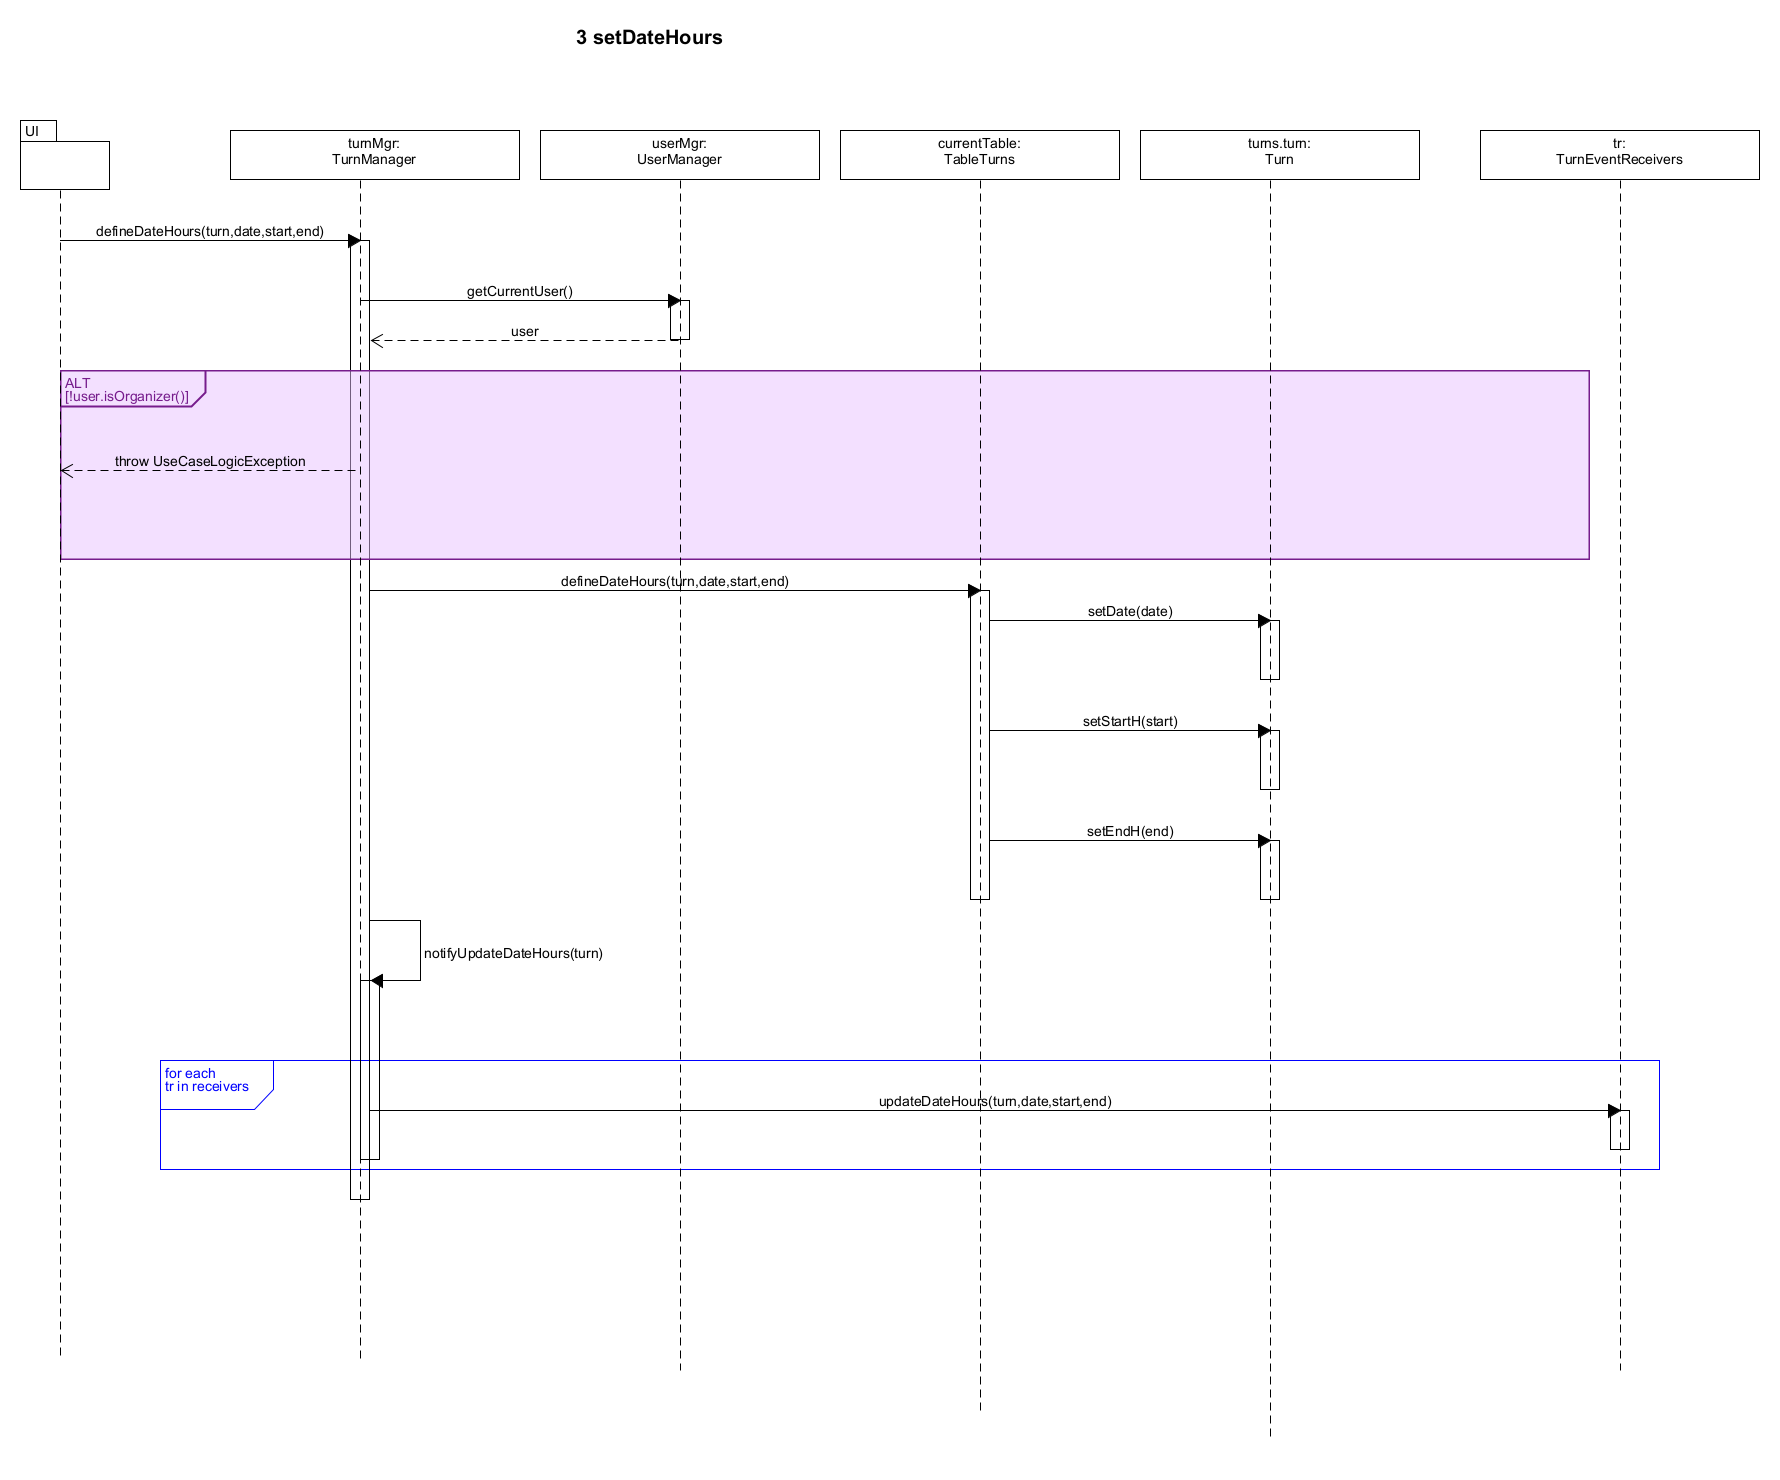 3 setDateHours
UI
turnMgr:
TurnManager
userMgr:
UserManager
currentTable:
TableTurns
turns.turn:
Turn
tr:
TurnEventReceivers
defineDateHours(turn,date,start,end)
getCurrentUser()
user
ALT
[!user.isOrganizer()]
throw UseCaseLogicException
defineDateHours(turn,date,start,end)
setDate(date)
setStartH(start)
setEndH(end)
notifyUpdateDateHours(turn)
for each
tr in receivers
updateDateHours(turn,date,start,end)